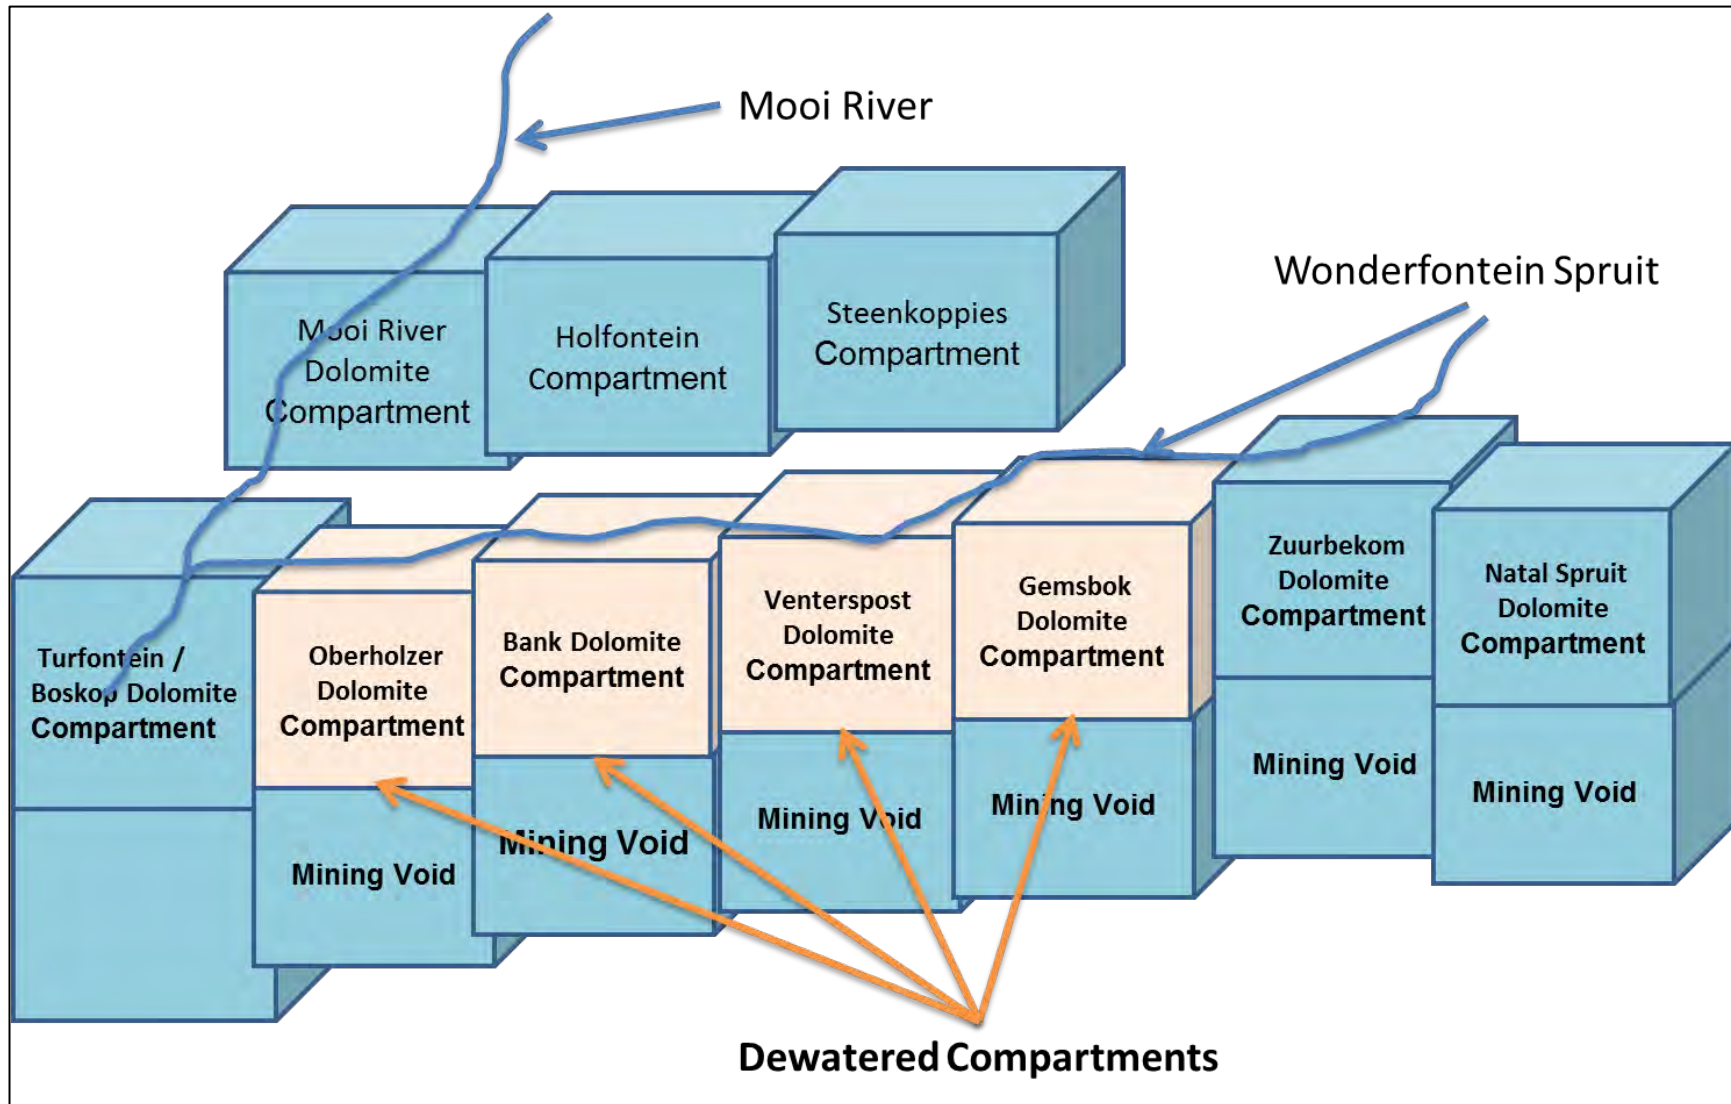 Mooi River
Wonderfontein Spruit
Mooi River
Dolomite
Compartment
Holfontein
Compartment
Steenkoppies
Compartment
Turfontein /
Boskop Dolomite
Compartment
Oberholzer
Dolomite
Compartment
Bank Dolomite
Compartment
Venterspost
Dolomite
Compartment
Gemsbok
Dolomite
Compartment
Zuurbekom
Dolomite
Compartment
Natal Spruit
Dolomite
Compartment
Mining Void
Mining Void
Mining Void
Mining Void
Mining Void
Mining Void
Dewatered Compartments